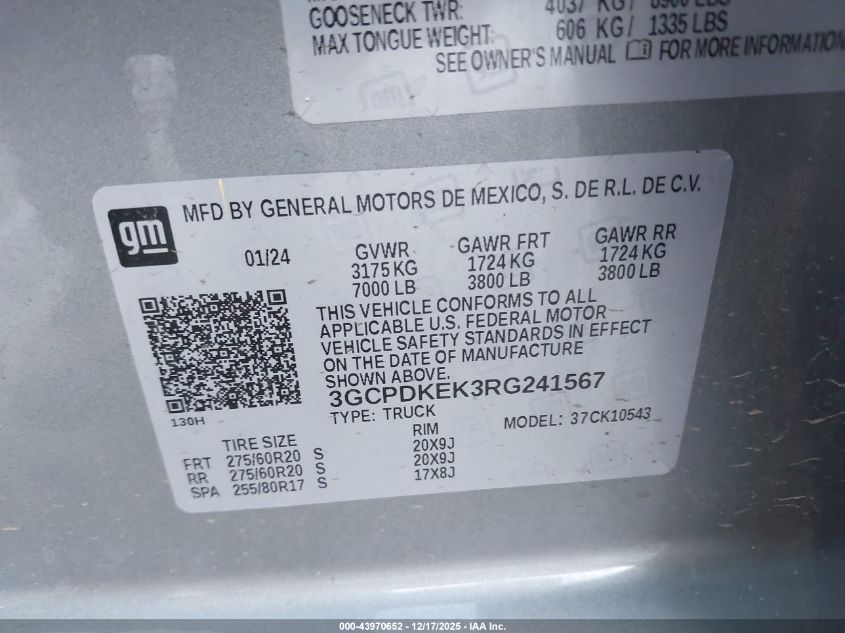 GOOSENECK TWR: 4037 KG / 8900 LBS
MAX TONGUE WEIGHT: 606 KG / 1335 LBS
SEE OWNER'S MANUAL FOR MORE INFORMATION
gm
MFD BY GENERAL MOTORS DE MEXICO, S. DE R.L. DE C.V.
01/24
GVWR GAWR FRT GAWR RR
3175 KG 1724 KG 1724 KG
7000 LB 3800 LB 3800 LB
THIS VEHICLE CONFORMS TO ALL
APPLICABLE U.S. FEDERAL MOTOR
VEHICLE SAFETY STANDARDS IN EFFECT
ON THE DATE OF MANUFACTURE
SHOWN ABOVE.
3GCPDKEK3RG241567
130H
TYPE: TRUCK MODEL: 37CK10543
TIRE SIZE RIM
FRT 275/60R20 S 20X9J
RR 275/60R20 S 20X9J
SPA 255/80R17 S 17X8J
000-43970652 - 12/17/2025 - IAA Inc.